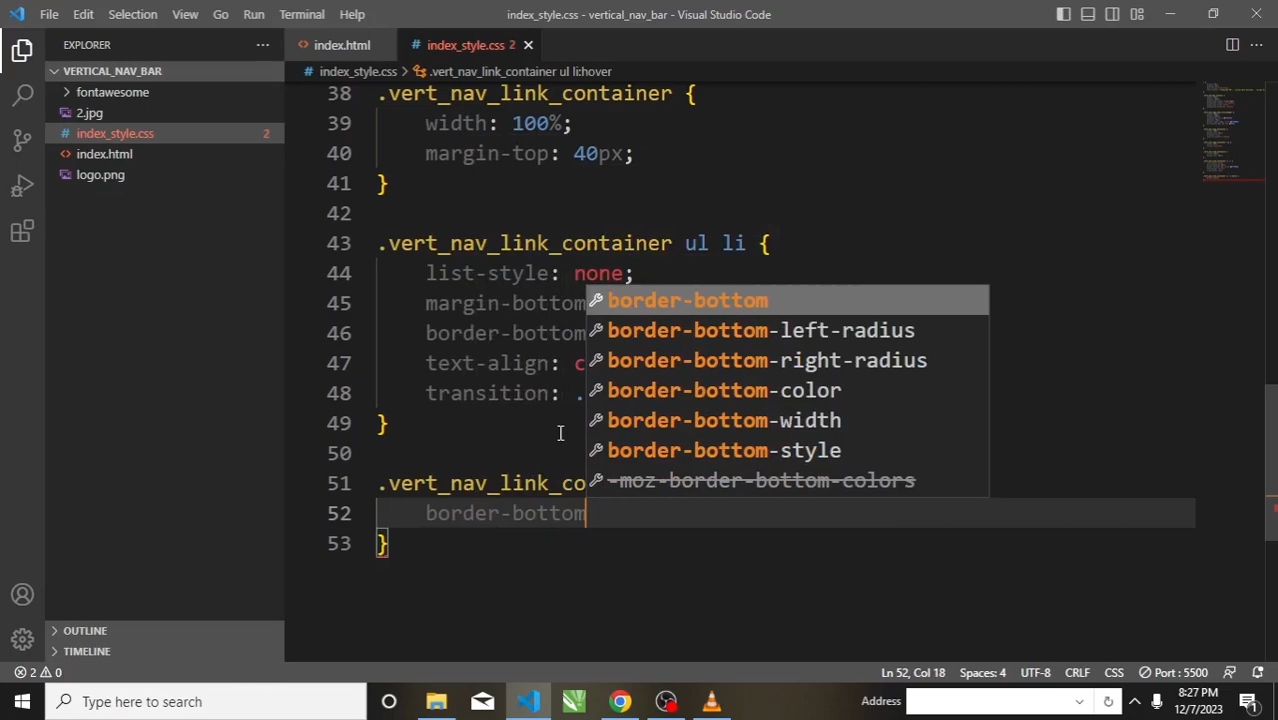 File Edit Selection View Go Run Terminal Help index_style.css - vertical_nav_bar - Visual Studio Code
EXPLORER
index.html index_style.css 2
VERTICAL_NAV_BAR
index_style.css > .vert_nav_link_container ul li:hover
fontawesome
2.jpg
index_style.css 2
index.html
logo.png
38 .vert_nav_link_container {
39 width: 100%;
40 margin-top: 40px;
41 }
42
43 .vert_nav_link_container ul li {
44 list-style: none;
45 margin-bottom
46 border-bottom
47 text-align: c
48 transition: .
49 }
50
51 .vert_nav_link_co
52 border-bottom
53 }
border-bottom
border-bottom-left-radius
border-bottom-right-radius
border-bottom-color
border-bottom-width
border-bottom-style
-moz-border-bottom-colors
OUTLINE
TIMELINE
2 0 Ln 52, Col 18 Spaces: 4 UTF-8 CRLF CSS Port : 5500
Type here to search
Address
8:27 PM
12/7/2023
1